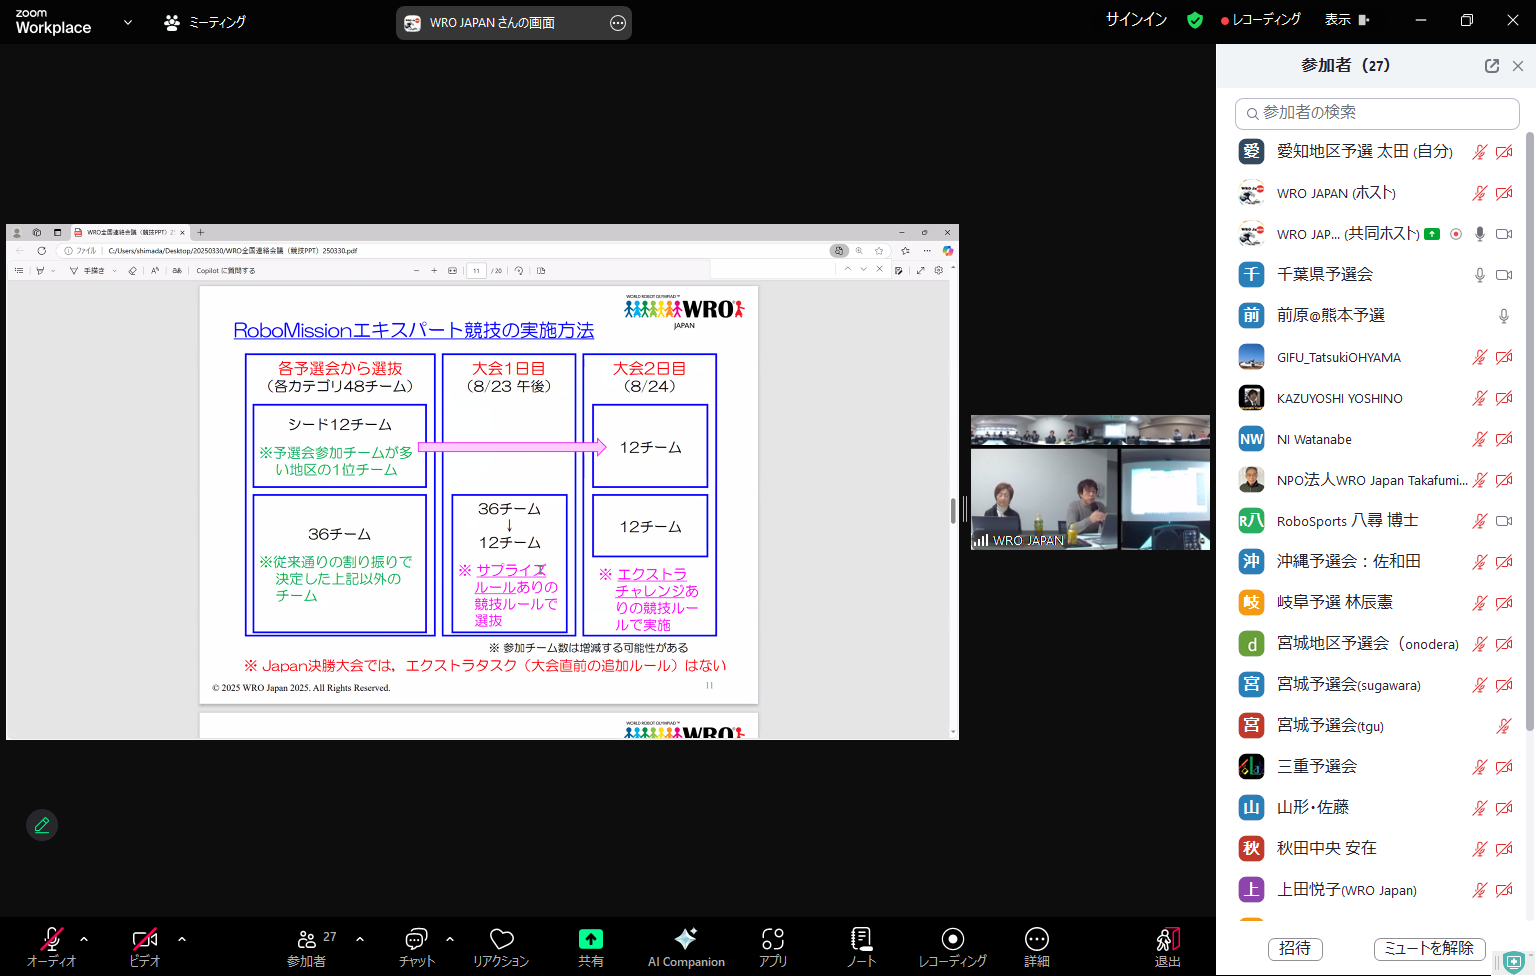 zoom
Workplace
ミーティング
WRO JAPAN さんの画面
サインイン
レコーディング
表示
参加者 (27)
参加者の検索
愛 愛知地区予選 太田 (自分)
WRO JAPAN (ホスト)
WRO JAP... (共同ホスト)
千 千葉県予選会
前 前原@熊本予選
GIFU_TatsukiOHYAMA
KAZUYOSHI YOSHINO
NW NI Watanabe
NPO法人WRO Japan Takafumi...
R八 RoboSports 八尋 博士
沖 沖縄予選会：佐和田
岐 岐阜予選 林辰憲
d 宮城地区予選会（onodera)
宮 宮城予選会(sugawara)
宮 宮城予選会(tgu)
三重予選会
山 山形・佐藤
秋 秋田中央 安在
上 上田悦子(WRO Japan)
招待
ミュートを解除
WRO全国連絡会議（競技PPT）2
ファイル
C:/Users/shimada/Desktop/20250330/WRO全国連絡会議（競技PPT）250330.pdf
手描き
Copilot に質問する
11
/ 20
WORLD ROBOT OLYMPIAD™
WRO
JAPAN
RoboMissionエキスパート競技の実施方法
各予選会から選抜
（各カテゴリ48チーム）
シード12チーム
※予選会参加チームが多
い地区の1位チーム
36チーム
※従来通りの割り振りで
決定した上記以外の
チーム
大会1日目
（8/23 午後）
36チーム
↓
12チーム
※ サプライズ
ルールありの
競技ルールで
選抜
大会2日目
（8/24）
12チーム
12チーム
※ エクストラ
チャレンジあ
りの競技ルー
ルで実施
※ 参加チーム数は増減する可能性がある
※ Japan決勝大会では，エクストラタスク（大会直前の追加ルール）はない
© 2025 WRO Japan 2025. All Rights Reserved.
11
WORLD ROBOT OLYMPIAD™
WRO
WRO JAPAN
オーディオ
ビデオ
27
参加者
チャット
リアクション
共有
AI Companion
アプリ
ノート
レコーディング
詳細
退出